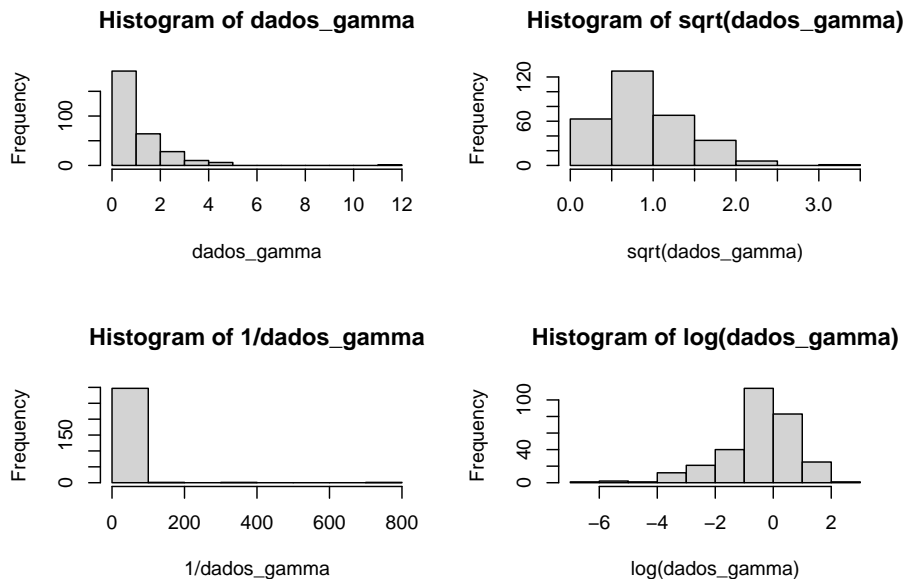 Histogram of dados_gamma
Frequency
0 100
0 2 4 6 8 10 12
dados_gamma
Histogram of sqrt(dados_gamma)
Frequency
0 60 120
0.0 1.0 2.0 3.0
sqrt(dados_gamma)
Histogram of 1/dados_gamma
Frequency
0 150
0 200 400 600 800
1/dados_gamma
Histogram of log(dados_gamma)
Frequency
0 40 100
−6 −4 −2 0 2
log(dados_gamma)